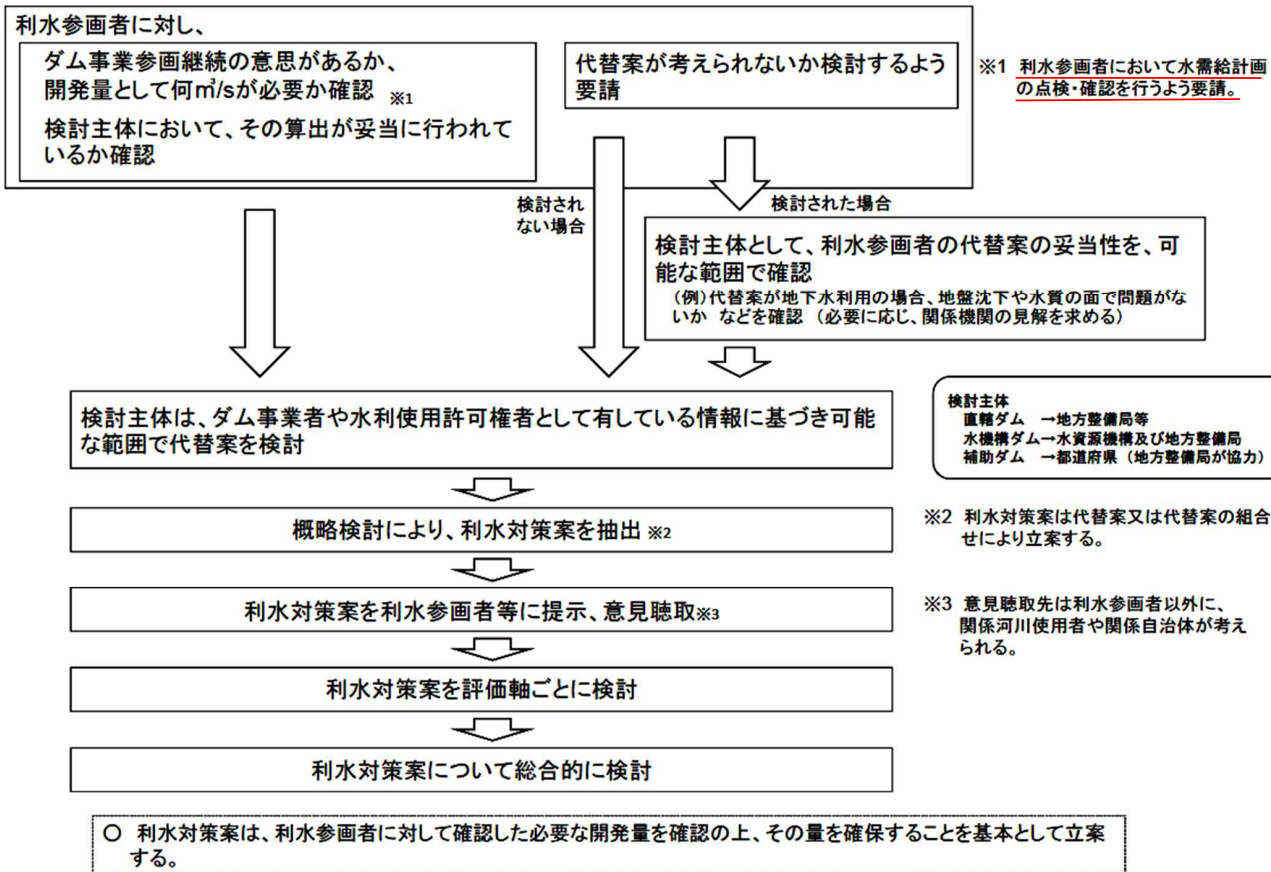 利水参画者に対し、
ダム事業参画継続の意思があるか、
開発量として何㎥/sが必要か確認 ※1
検討主体において、その算出が妥当に行われて
いるか確認
代替案が考えられないか検討するよう
要請
※1 利水参画者において水需給計画
の点検・確認を行うよう要請。
検討され
ない場合
検討された場合
検討主体として、利水参画者の代替案の妥当性を、可
能な範囲で確認
（例）代替案が地下水利用の場合、地盤沈下や水質の面で問題がな
いか などを確認 （必要に応じ、関係機関の見解を求める）
検討主体は、ダム事業者や水利使用許可権者として有している情報に基づき可能
な範囲で代替案を検討
検討主体
直轄ダム →地方整備局等
水機構ダム→水資源機構及び地方整備局
補助ダム →都道府県（地方整備局が協力）
概略検討により、利水対策案を抽出 ※2
※2 利水対策案は代替案又は代替案の組合
せにより立案する。
利水対策案を利水参画者等に提示、意見聴取※3
※3 意見聴取先は利水参画者以外に、
関係河川使用者や関係自治体が考え
られる。
利水対策案を評価軸ごとに検討
利水対策案について総合的に検討
○ 利水対策案は、利水参画者に対して確認した必要な開発量を確認の上、その量を確保することを基本として立案
する。